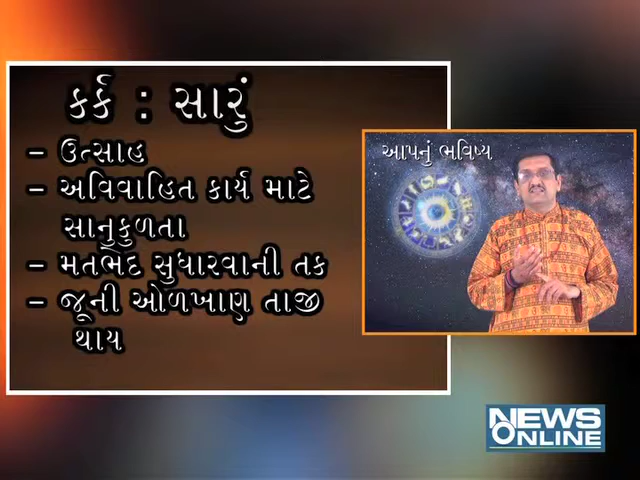 કર્ક : સારું
– ઉત્સાહ
– અવિવાહિત કાર્ય માટે
સાનુકુળતા
– મતભેદ સુધારવાની તક
– જૂની ઓળખાણ તાજી
થાય
આપનું ભવિષ્ય
NEWS
ONLINE